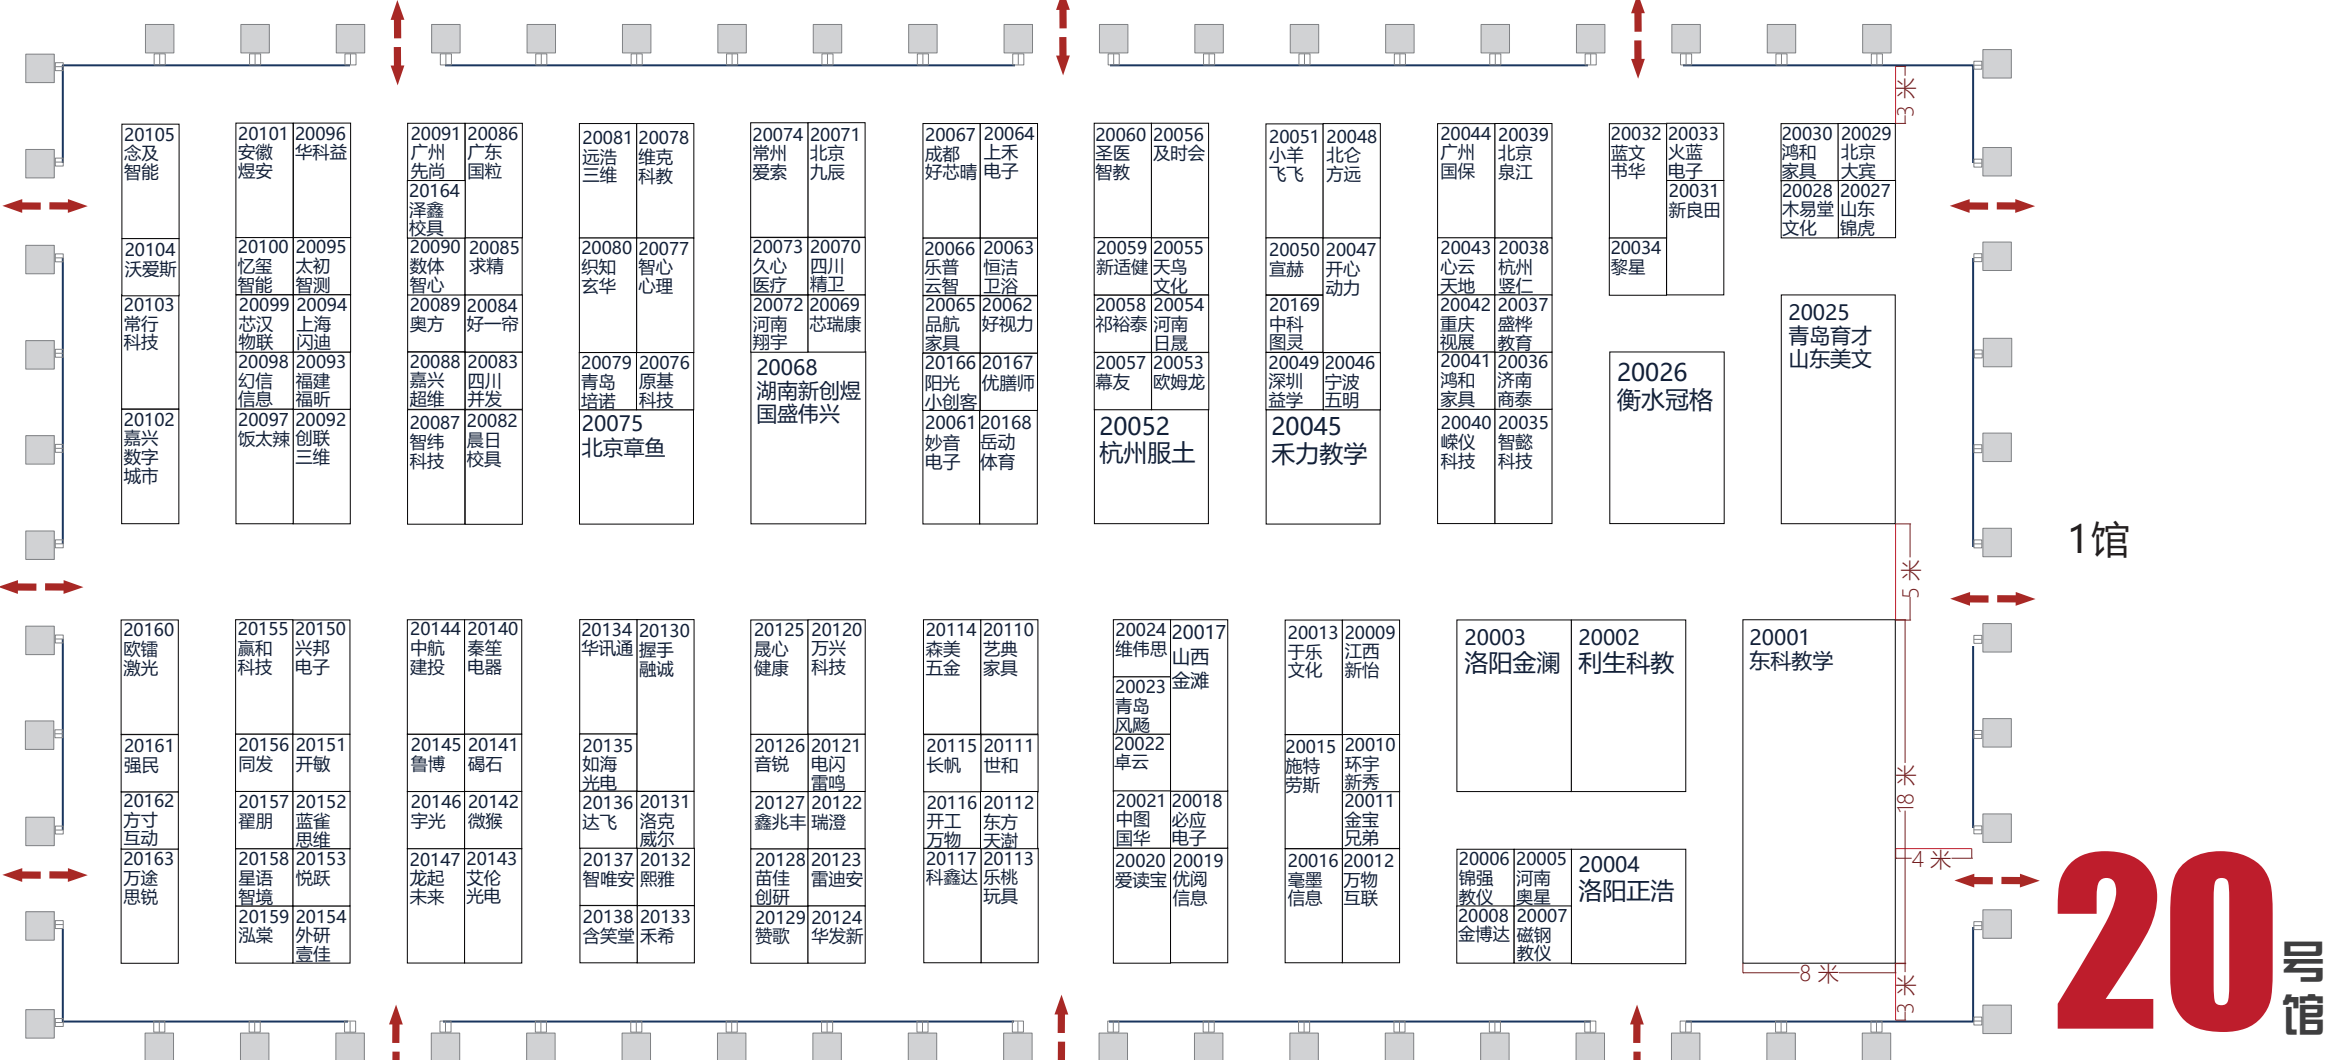 3米
20105
念及
智能
20104
沃爱斯
20103
常行
科技
20102
嘉兴
数字
城市
20101
安徽
煜安
20096
华科益
20100
忆玺
智能
20095
太初
智测
20099
芯汉
物联
20094
上海
闪迪
20098
幻信
信息
20093
福建
福昕
20097
饭太辣
20092
创联
三维
20091
广州
先尚
20086
广东
国粒
20164
泽鑫
校具
20090
数体
智心
20085
求精
20089
奥方
20084
好一帘
20088
嘉兴
超维
20083
四川
并发
20087
智纬
科技
20082
晨日
校具
20081
远浩
三维
20078
维克
科教
20080
织知
玄华
20077
智心
心理
20079
青岛
培诺
20076
原基
科技
20075
北京章鱼
20074
常州
爱索
20071
北京
九辰
20073
久心
医疗
20070
四川
精卫
20072
河南
翔宇
20069
芯瑞康
20068
湖南新创煜
国盛伟兴
20067
成都
好芯晴
20064
上禾
电子
20066
乐普
云智
20063
恒洁
卫浴
20065
品航
家具
20062
好视力
20166
阳光
小创客
20167
优膳师
20061
妙音
电子
20168
岳动
体育
20060
圣医
智教
20056
及时会
20059
新适健
20055
天鸟
文化
20058
祁裕泰
20054
河南
日晟
20057
幕友
20053
欧姆龙
20052
杭州服士
20051
小羊
飞飞
20048
北仑
方远
20050
宣赫
20047
开心
动力
20169
中科
图灵
20049
深圳
益学
20046
宁波
五明
20045
禾力教学
20044
广州
国保
20039
北京
泉江
20043
心云
天地
20038
杭州
竖仁
20042
重庆
视展
20037
盛桦
教育
20041
鸿和
家具
20036
济南
商泰
20040
嵘仪
科技
20035
智懿
科技
20032
蓝文
书华
20033
火蓝
电子
20031
新良田
20034
黎星
20026
衡水冠格
20030
鸿和
家具
20029
北京
大宾
20028
木易堂
文化
20027
山东
锦虎
20025
青岛育才
山东美文
1馆
5米
20160
欧镭
激光
20161
强民
20162
方寸
互动
20163
万途
思锐
20155
赢和
科技
20150
兴邦
电子
20156
同发
20151
开敏
20157
翟朋
20152
蓝雀
思维
20158
星语
智境
20153
悦跃
20159
泓棠
20154
外研
壹佳
20144
中航
建投
20140
秦笙
电器
20145
鲁博
20141
碣石
20146
宇光
20142
微猴
20147
龙起
未来
20143
艾伦
光电
20134
华讯通
20130
握手
融诚
20135
如海
光电
20136
达飞
20131
洛克
威尔
20137
智唯安
20132
熙雅
20138
含笑堂
20133
禾希
20125
晟心
健康
20120
万兴
科技
20126
音锐
20121
电闪
雷鸣
20127
鑫兆丰
20122
瑞澄
20128
苗佳
创研
20123
雷迪安
20129
赞歌
20124
华发新
20114
森美
五金
20110
艺典
家具
20115
长帆
20111
世和
20116
开工
万物
20112
东方
天澍
20117
科鑫达
20113
乐桃
玩具
20024
维伟思
20017
山西
金滩
20023
青岛
风飏
20022
卓云
20021
中图
国华
20018
必应
电子
20020
爱读宝
20019
优阅
信息
20013
于乐
文化
20009
江西
新怡
20015
施特
劳斯
20010
环宇
新秀
20011
金宝
兄弟
20016
毫墨
信息
20012
万物
互联
20003
洛阳金澜
20002
利生科教
20006
锦强
教仪
20005
河南
奥星
20004
洛阳正浩
20008
金博达
20007
磁钢
教仪
20001
东科教学
18米
4米
8米
3米
20号馆